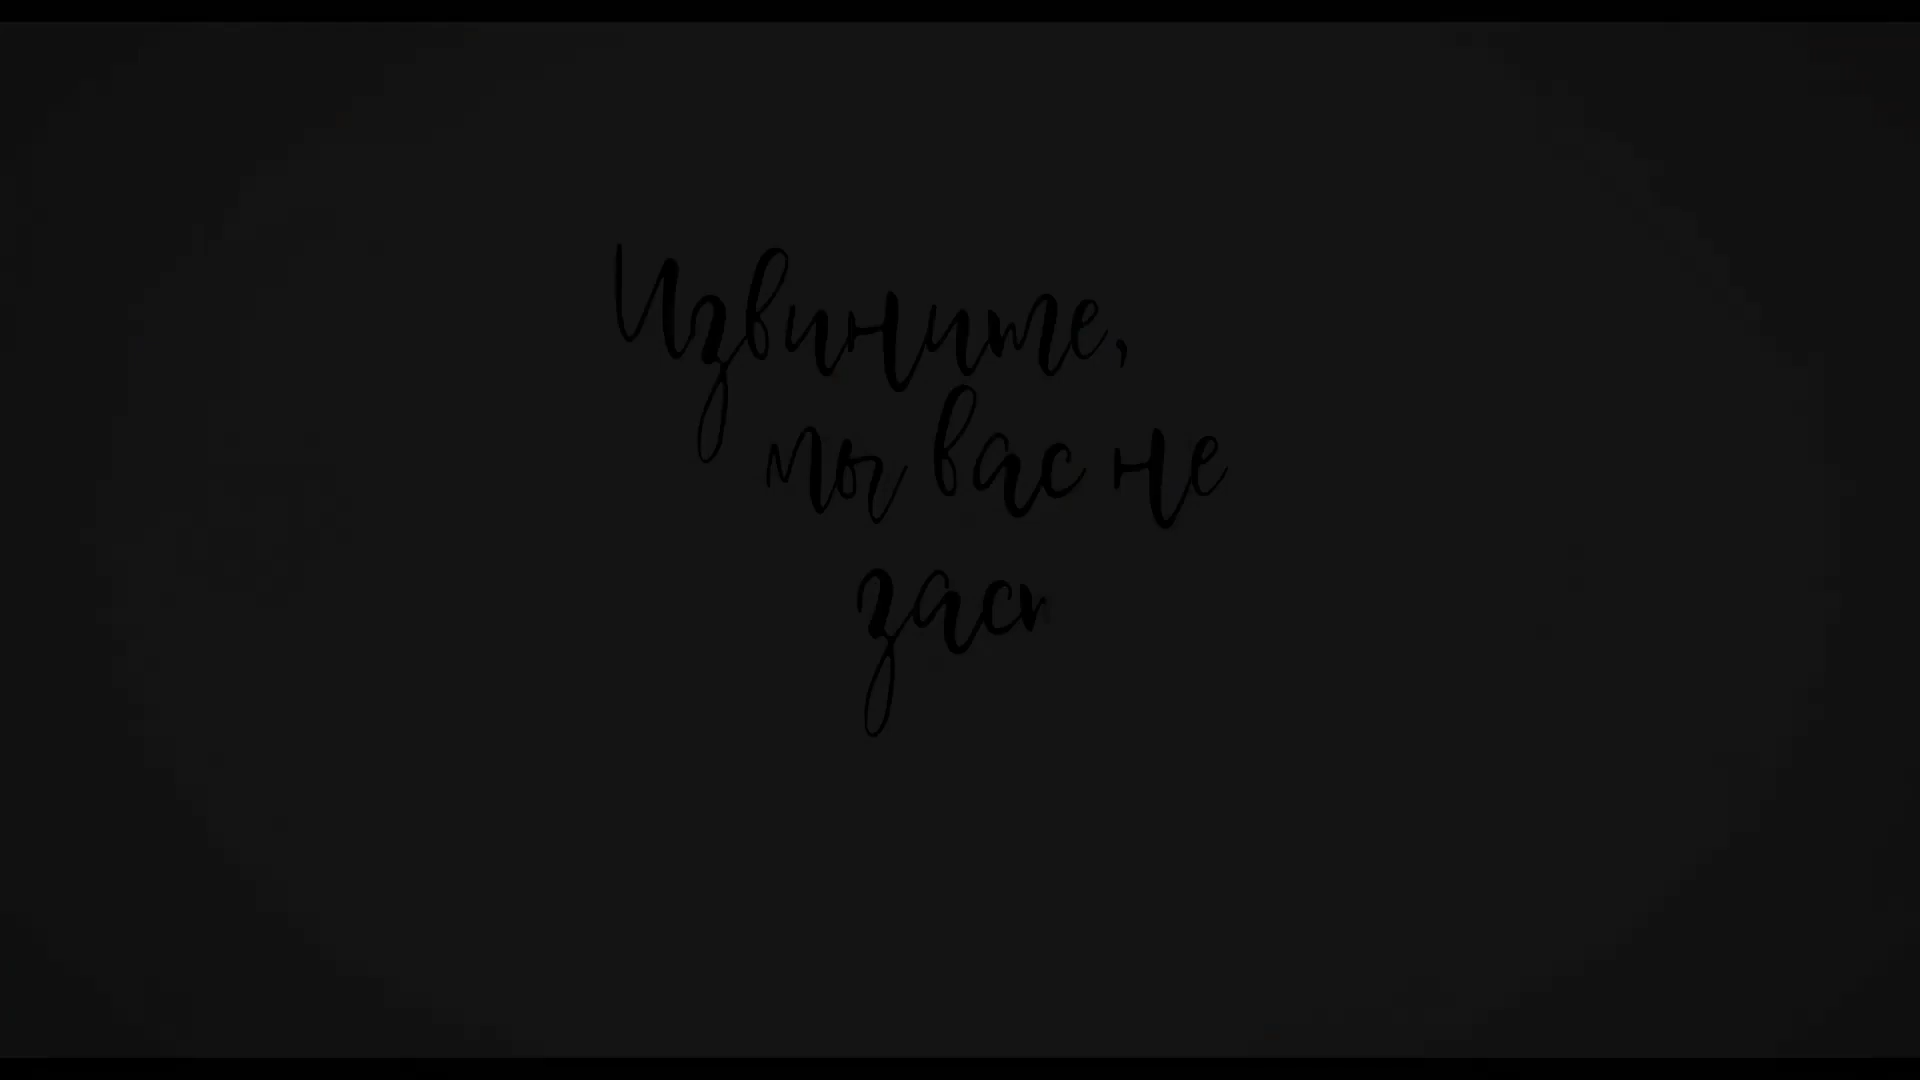 Извините,
мы вас не
зас